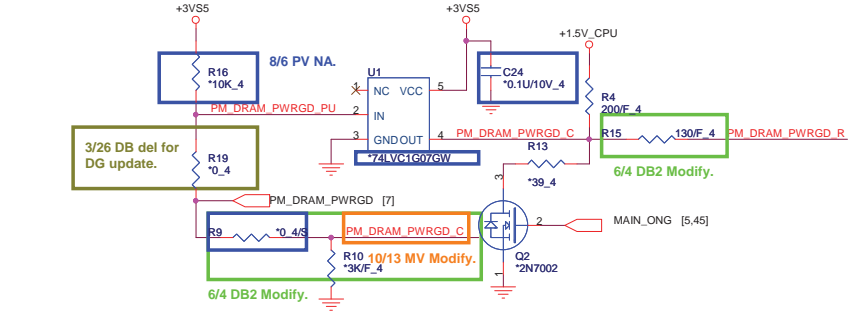 +3VS5
+3VS5
+1.5V_CPU
8/6 PV NA.
R16
*10K_4
U1
C24
*0.1U/10V_4
1
NC
VCC
5
R4
200/F_4
PM_DRAM_PWRGD_PU
2
IN
3
GND
OUT
4
PM_DRAM_PWRGD_C
R15
130/F_4
PM_DRAM_PWRGD_R
*74LVC1G07GW
3/26 DB del for
DG update.
R19
*0_4
R13
*39_4
6/4 DB2 Modify.
3
PM_DRAM_PWRGD
[7]
2
MAIN_ONG
[5,45]
R9
*0_4/S
PM_DRAM_PWRGD_C
R10
*3K/F_4
10/13 MV Modify.
Q2
*2N7002
1
6/4 DB2 Modify.